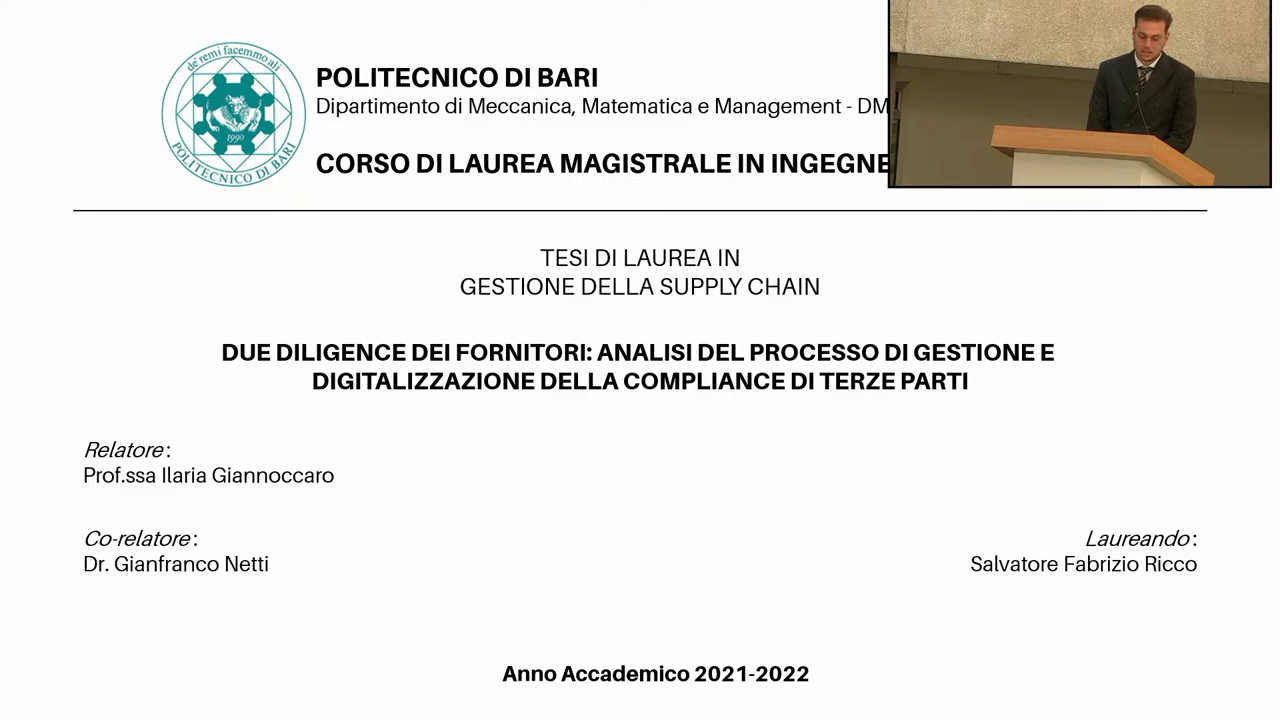 de' remi facemmo ali
1990
POLITECNICO DI BARI
POLITECNICO DI BARI
Dipartimento di Meccanica, Matematica e Management - DM
CORSO DI LAUREA MAGISTRALE IN INGEGNE
TESI DI LAUREA IN
GESTIONE DELLA SUPPLY CHAIN
DUE DILIGENCE DEI FORNITORI: ANALISI DEL PROCESSO DI GESTIONE E
DIGITALIZZAZIONE DELLA COMPLIANCE DI TERZE PARTI
Relatore:
Prof.ssa Ilaria Giannoccaro
Co-relatore:
Dr. Gianfranco Netti
Laureando:
Salvatore Fabrizio Ricco
Anno Accademico 2021-2022